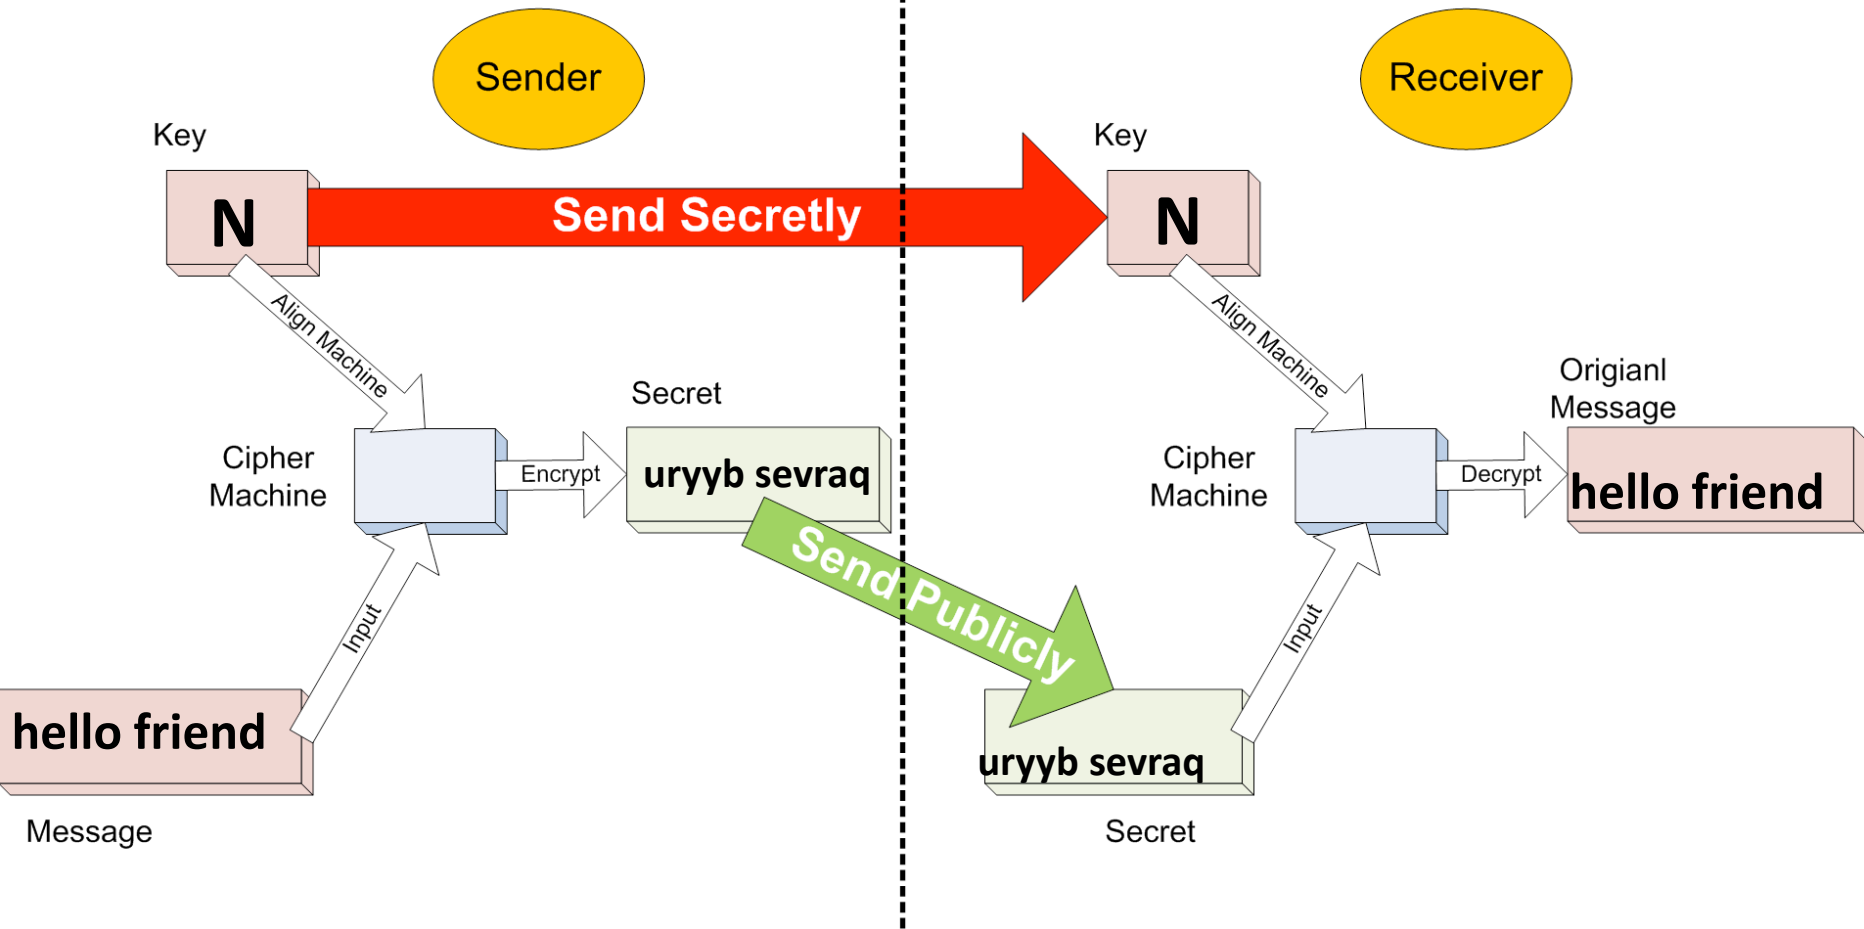 Sender
Receiver
Key
Key
N
Send Secretly
N
Align Machine
Align Machine
Secret
Origianl
Message
Cipher
Machine
Encrypt
uryyb sevraq
Cipher
Machine
Decrypt
hello friend
Send Publicly
Input
Input
hello friend
uryyb sevraq
Message
Secret